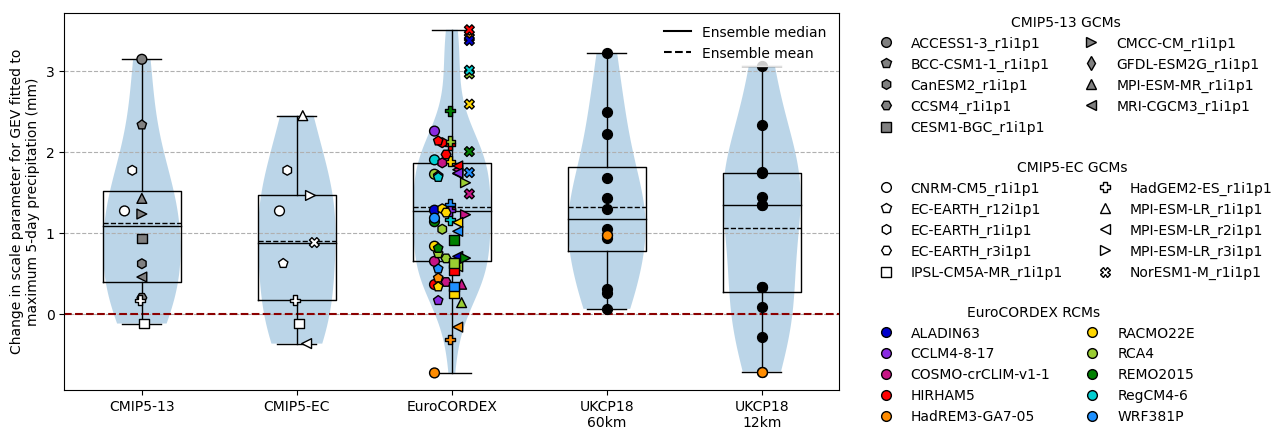 Change in scale parameter for GEV fitted to
maximum 5-day precipitation (mm)
3
2
1
0
Ensemble median
Ensemble mean
CMIP5-13
CMIP5-EC
EuroCORDEX
UKCP18
60km
UKCP18
12km
CMIP5-13 GCMs
ACCESS1-3_r1i1p1
BCC-CSM1-1_r1i1p1
CanESM2_r1i1p1
CCSM4_r1i1p1
CESM1-BGC_r1i1p1
CMCC-CM_r1i1p1
GFDL-ESM2G_r1i1p1
MPI-ESM-MR_r1i1p1
MRI-CGCM3_r1i1p1
CMIP5-EC GCMs
CNRM-CM5_r1i1p1
EC-EARTH_r12i1p1
EC-EARTH_r1i1p1
EC-EARTH_r3i1p1
IPSL-CM5A-MR_r1i1p1
HadGEM2-ES_r1i1p1
MPI-ESM-LR_r1i1p1
MPI-ESM-LR_r2i1p1
MPI-ESM-LR_r3i1p1
NorESM1-M_r1i1p1
EuroCORDEX RCMs
ALADIN63
CCLM4-8-17
COSMO-crCLIM-v1-1
HIRHAM5
HadREM3-GA7-05
RACMO22E
RCA4
REMO2015
RegCM4-6
WRF381P